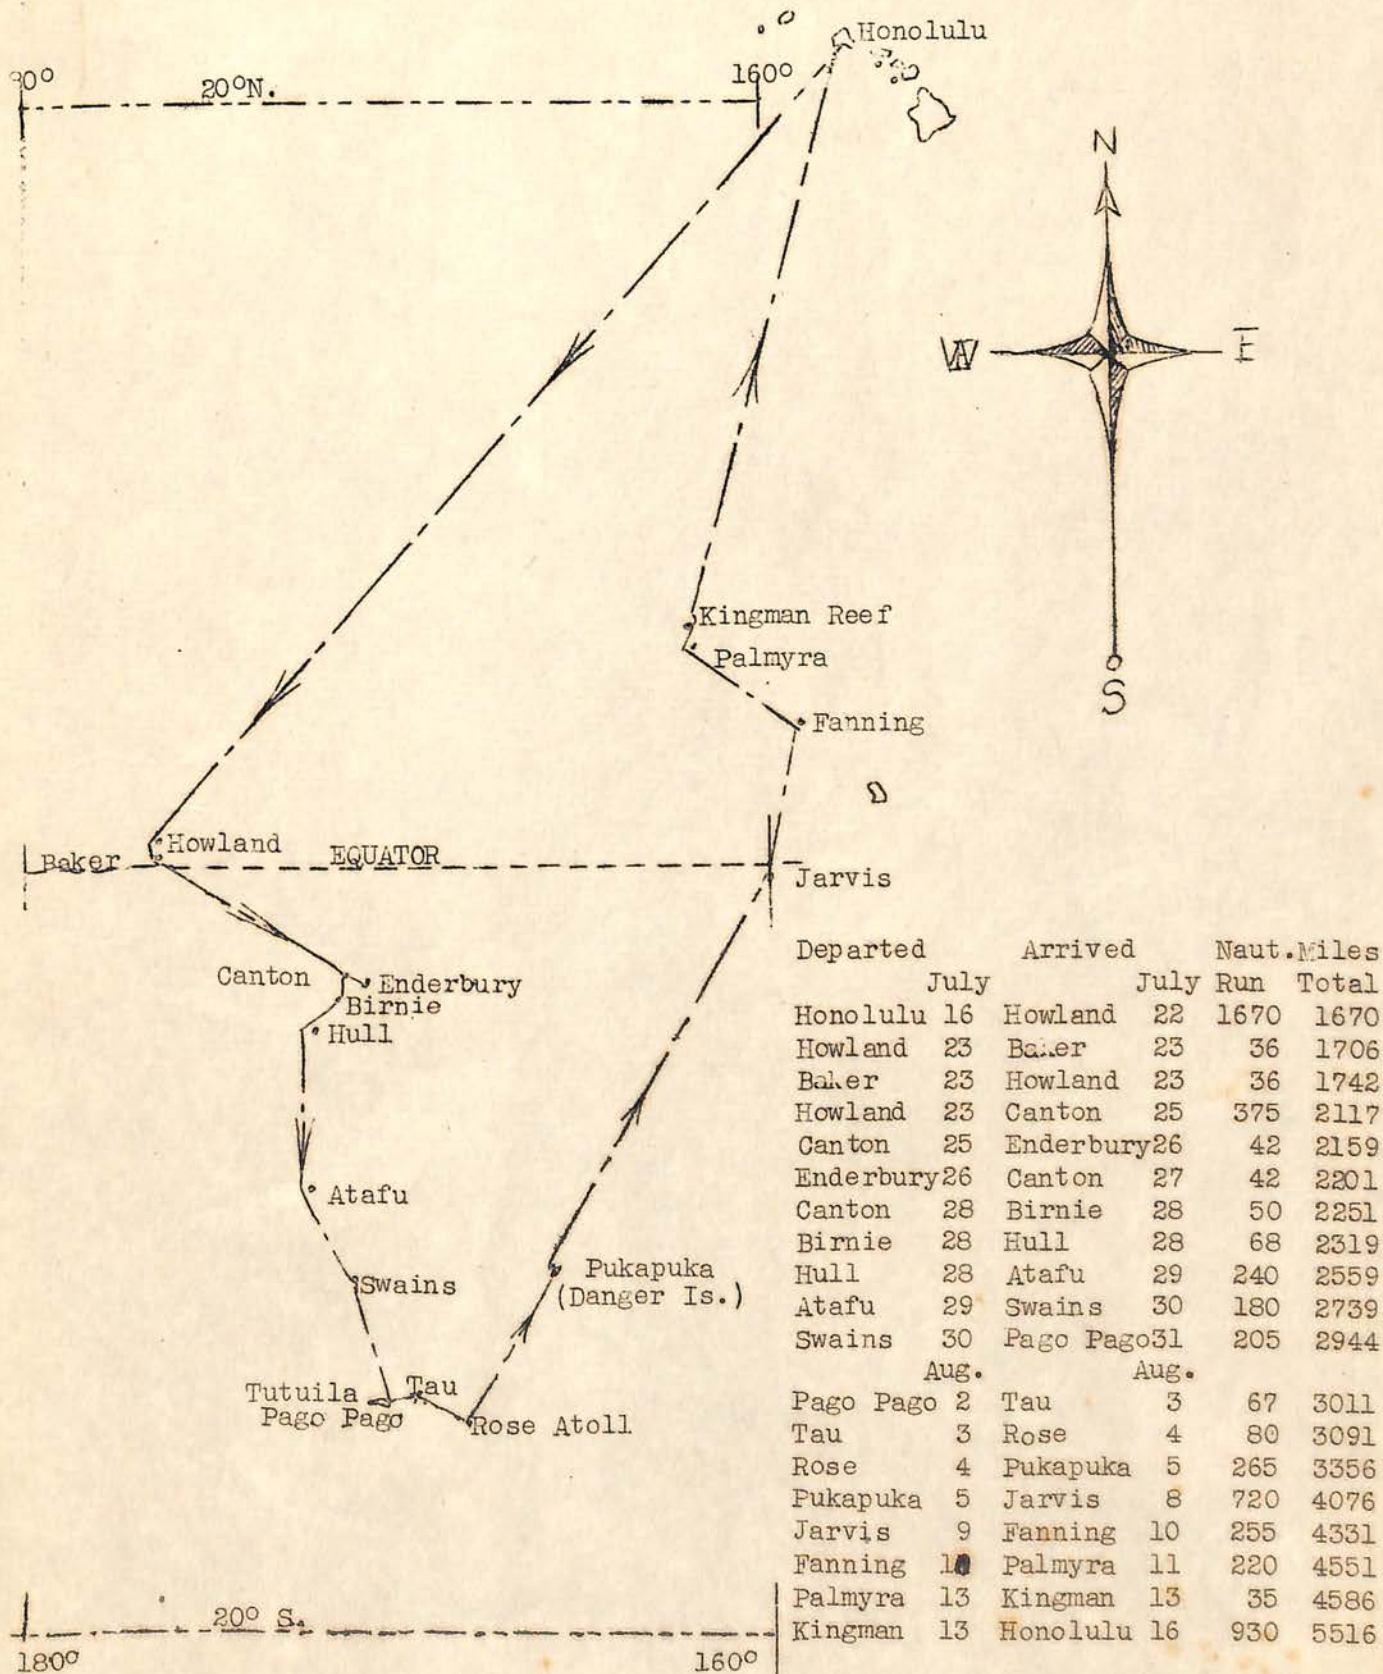 Honolulu
80°
20°N.
160°
N
W
E
S
Kingman Reef
Palmyra
Fanning
Howland
Baker
EQUATOR
Jarvis
Canton
Enderbury
Birnie
Hull
Atafu
Swains
Pukapuka
(Danger Is.)
Tutuila
Tau
Pago Pago
Rose Atoll
20° S.
180°
160°
Departed Arrived Naut.Miles
July July Run Total
Honolulu 16 Howland 22 1670 1670
Howland 23 Baker 23 36 1706
Baker 23 Howland 23 36 1742
Howland 23 Canton 25 375 2117
Canton 25 Enderbury26 42 2159
Enderbury26 Canton 27 42 2201
Canton 28 Birnie 28 50 2251
Birnie 28 Hull 28 68 2319
Hull 28 Atafu 29 240 2559
Atafu 29 Swains 30 180 2739
Swains 30 Pago Pago31 205 2944
Aug. Aug.
Pago Pago 2 Tau 3 67 3011
Tau 3 Rose 4 80 3091
Rose 4 Pukapuka 5 265 3356
Pukapuka 5 Jarvis 8 720 4076
Jarvis 9 Fanning 10 255 4331
Fanning 10 Palmyra 11 220 4551
Palmyra 13 Kingman 13 35 4586
Kingman 13 Honolulu 16 930 5516